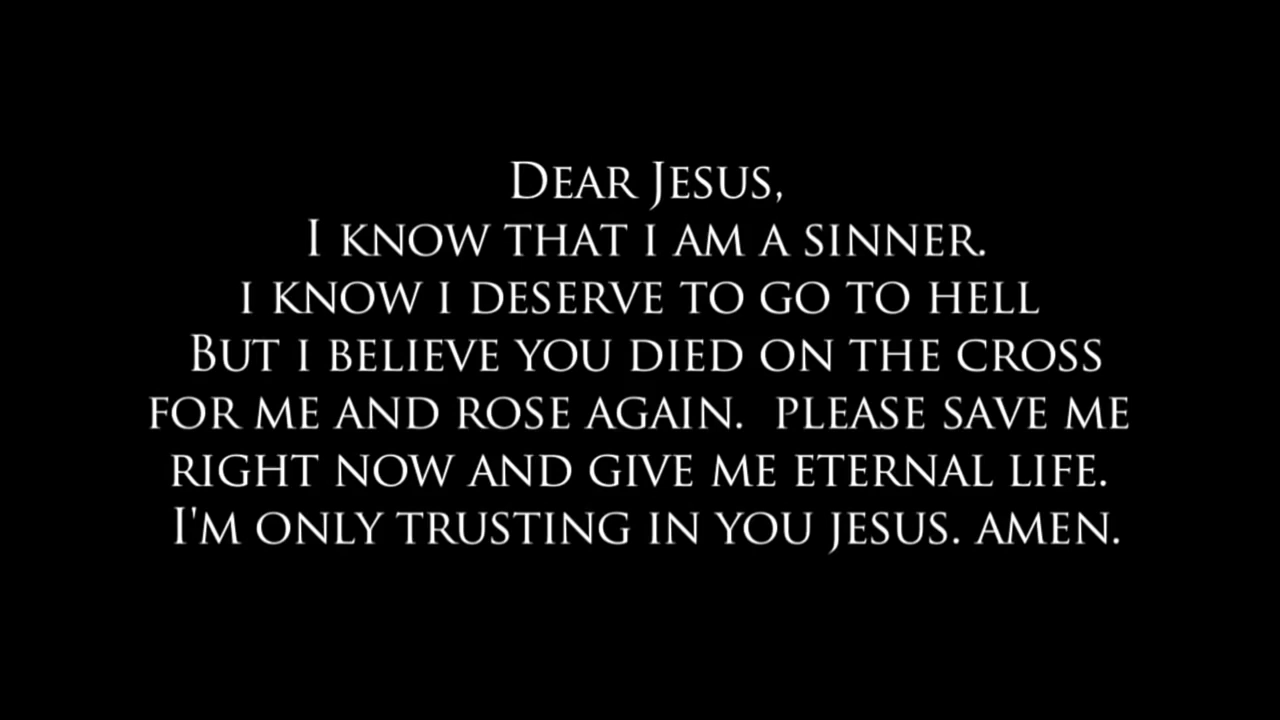 Dear Jesus,
I know that i am a sinner.
i know i deserve to go to hell
But i believe you died on the cross
for me and rose again.  please save me
right now and give me eternal life.
I'm only trusting in you jesus. amen.